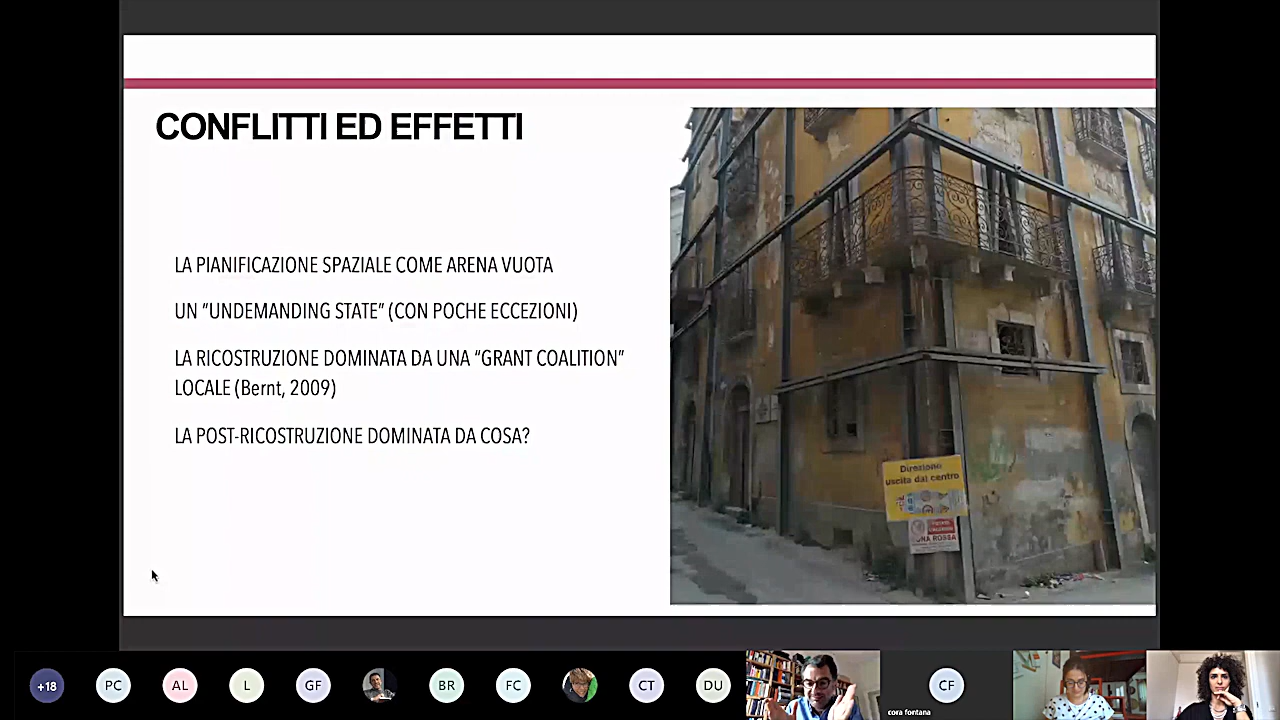 CONFLITTI ED EFFETTI
LA PIANIFICAZIONE SPAZIALE COME ARENA VUOTA
UN "UNDEMANDING STATE" (CON POCHE ECCEZIONI)
LA RICOSTRUZIONE DOMINATA DA UNA "GRANT COALITION"
LOCALE (Bernt, 2009)
LA POST-RICOSTRUZIONE DOMINATA DA COSA?
Direzione
uscita dal centro
ROSSA
+18
PC
AL
L
GF
BR
FC
CT
DU
CF
cora fontana